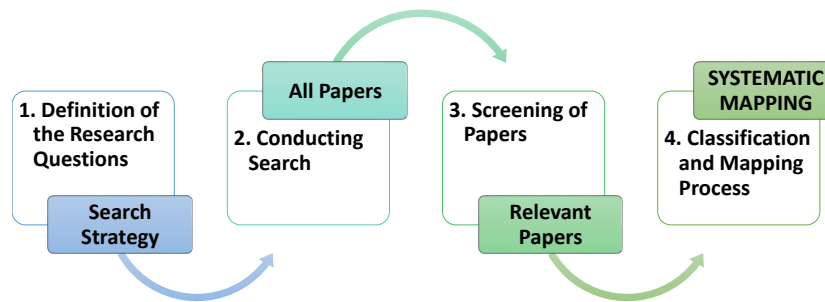 1. Definition of
the Research
Questions
Search
Strategy
All Papers
2. Conducting
Search
3. Screening of
Papers
Relevant
Papers
SYSTEMATIC
MAPPING
4. Classification
and Mapping
Process